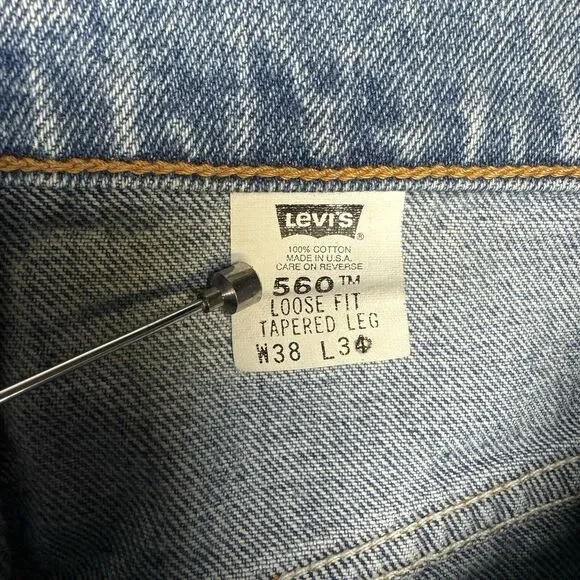 Levi's ®
100% COTTON
MADE IN U.S.A.
CARE ON REVERSE
560™
LOOSE FIT
TAPERED LEG
W38 L34